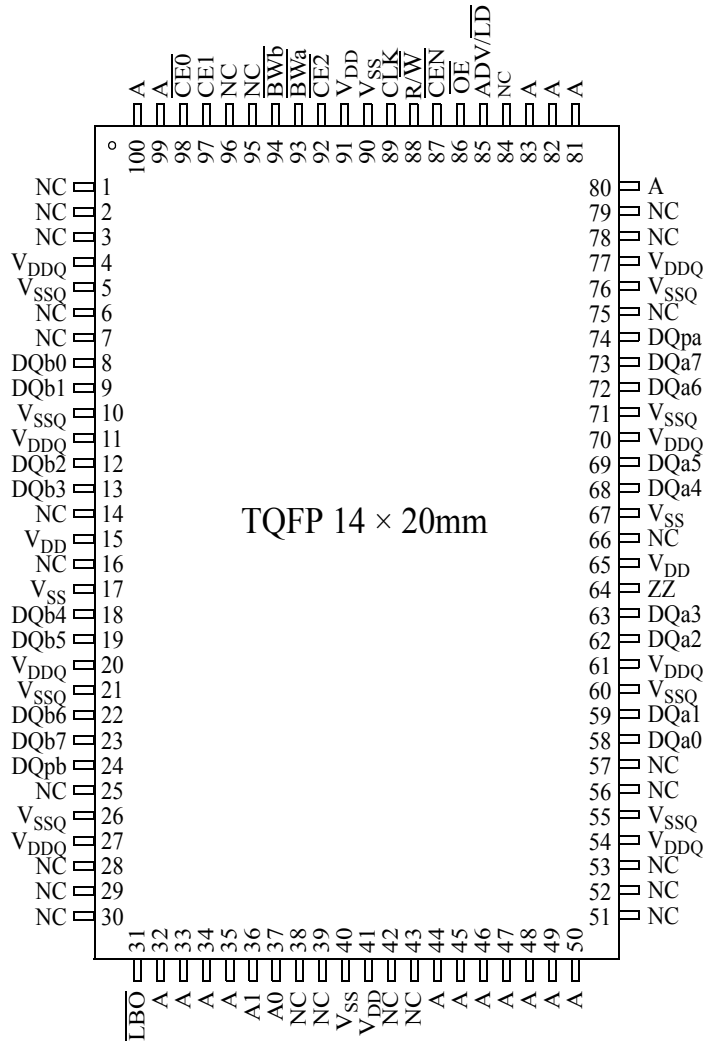 A A CE0 CE1 NC NC BWb BWa CE2 VDD VSS CLK R/W CEN OE ADV/LD NC A A A
100 99 98 97 96 95 94 93 92 91 90 89 88 87 86 85 84 83 82 81
NC 1 80 A
NC 2 79 NC
NC 3 78 NC
VDDQ 4 77 VDDQ
VSSQ 5 76 VSSQ
NC 6 75 NC
NC 7 74 DQpa
DQb0 8 73 DQa7
DQb1 9 72 DQa6
VSSQ 10 71 VSSQ
VDDQ 11 70 VDDQ
DQb2 12 69 DQa5
DQb3 13 68 DQa4
NC 14 67 VSS
TQFP 14 × 20mm
VDD 15 66 NC
NC 16 65 VDD
VSS 17 64 ZZ
DQb4 18 63 DQa3
DQb5 19 62 DQa2
VDDQ 20 61 VDDQ
VSSQ 21 60 VSSQ
DQb6 22 59 DQa1
DQb7 23 58 DQa0
DQpb 24 57 NC
NC 25 56 NC
VSSQ 26 55 VSSQ
VDDQ 27 54 VDDQ
NC 28 53 NC
NC 29 52 NC
NC 30 51 NC
31 32 33 34 35 36 37 38 39 40 41 42 43 44 45 46 47 48 49 50
LBO A A A A A1 A0 NC NC VSS VDD NC NC A A A A A A A